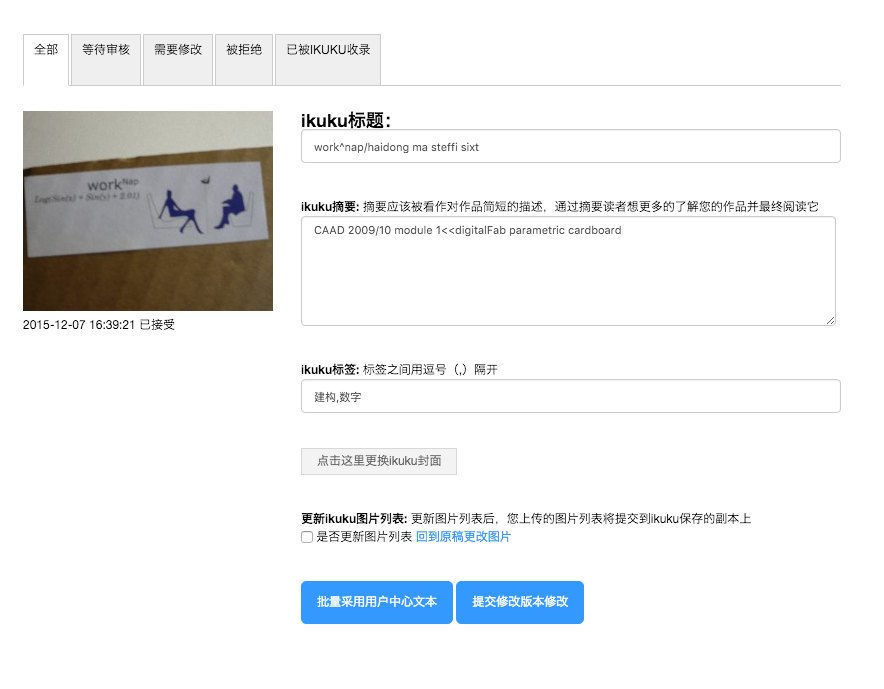 全部
等待审核
需要修改
被拒绝
已被IKUKU收录
work^Nap
Log(Sin(x) + Sin(y) + 2.01)
2015-12-07 16:39:21 已接受
ikuku标题：
work^nap/haidong ma steffi sixt
ikuku摘要: 摘要应该被看作对作品简短的描述，通过摘要读者想更多的了解您的作品并最终阅读它
CAAD 2009/10 module 1<<digitalFab parametric cardboard
ikuku标签: 标签之间用逗号（,）隔开
建构,数字
点击这里更换ikuku封面
更新ikuku图片列表: 更新图片列表后，您上传的图片列表将提交到ikuku保存的副本上
是否更新图片列表 回到原稿更改图片
批量采用用户中心文本
提交修改版本修改